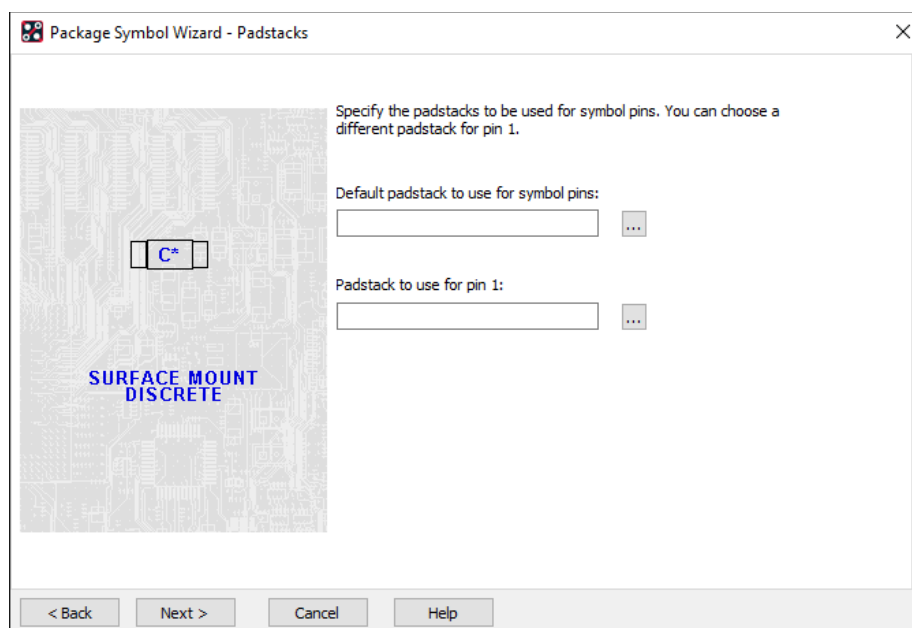 Package Symbol Wizard - Padstacks
Specify the padstacks to be used for symbol pins. You can choose a
different padstack for pin 1.
Default padstack to use for symbol pins:
...
Padstack to use for pin 1:
...
C*
SURFACE MOUNT
DISCRETE
< Back
Next >
Cancel
Help